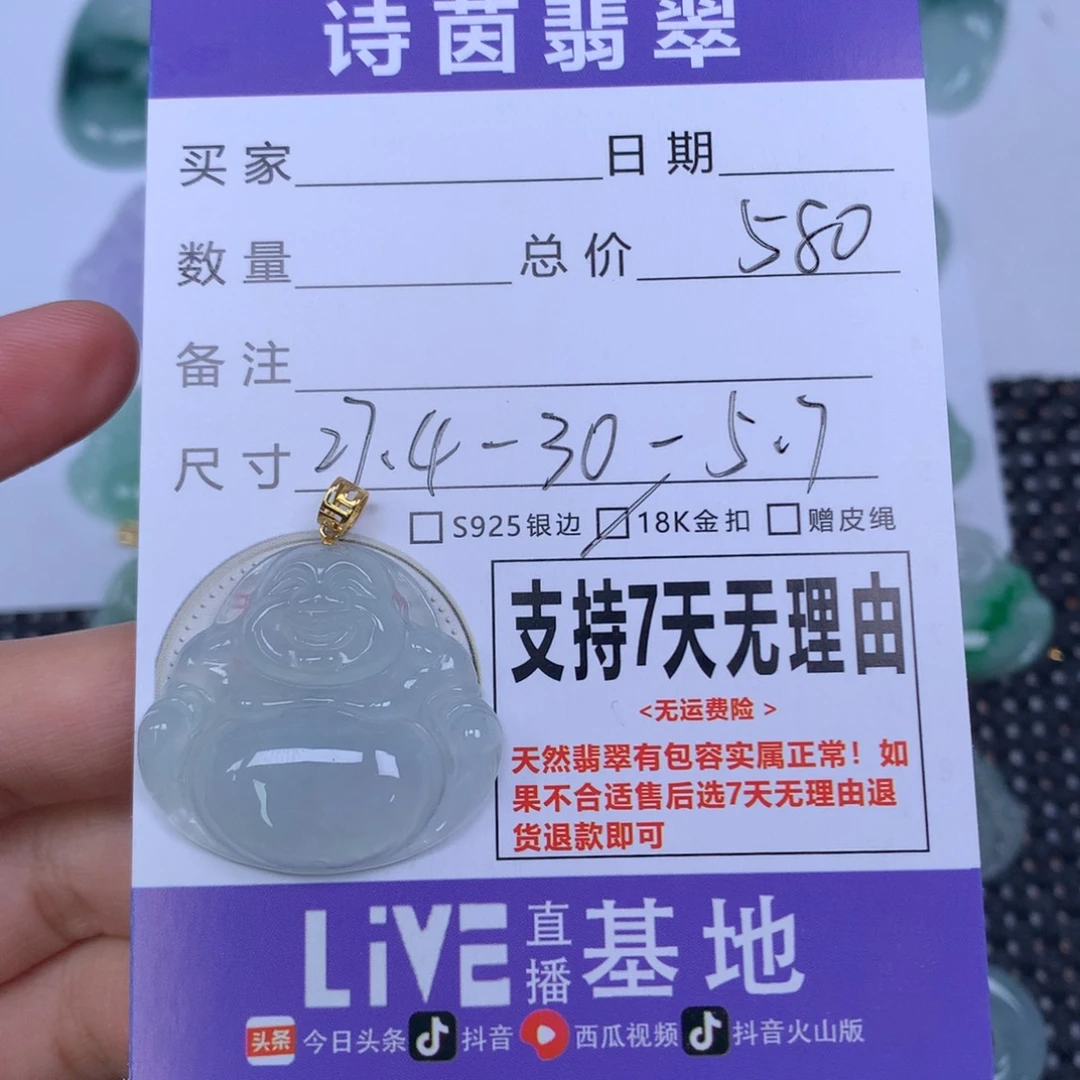 诗茵翡翠
买家 日期
数量 总价 580
备注
尺寸 27.4-30-5.7
S925银边 18K金扣 赠皮绳
支持7天无理由
<无运费险 >
天然翡翠有包容实属正常！如
果不合适售后选7天无理由退
货退款即可
LiVE 直播 基地
头条 今日头条 抖音 西瓜视频 抖音火山版